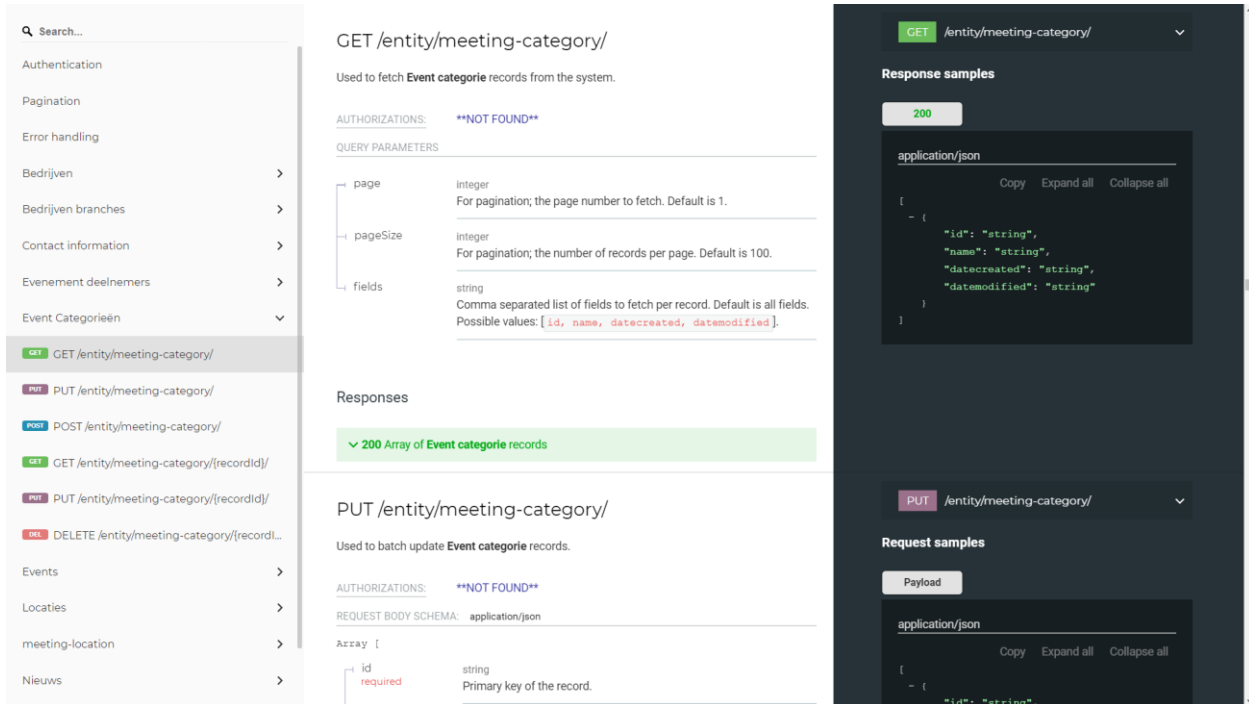 Search...
Authentication
Pagination
Error handling
Bedrijven
Bedrijven branches
Contact information
Evenement deelnemers
Event Categorieën
GET GET /entity/meeting-category/
PUT PUT /entity/meeting-category/
POST POST /entity/meeting-category/
GET GET /entity/meeting-category/{recordId}/
PUT PUT /entity/meeting-category/{recordId}/
DEL DELETE /entity/meeting-category/{recordI...
Events
Locaties
meeting-location
Nieuws
GET /entity/meeting-category/
Used to fetch Event categorie records from the system.
AUTHORIZATIONS: **NOT FOUND**
QUERY PARAMETERS
page
integer
For pagination; the page number to fetch. Default is 1.
pageSize
integer
For pagination; the number of records per page. Default is 100.
fields
string
Comma separated list of fields to fetch per record. Default is all fields.
Possible values: [ id, name, datecreated, datemodified ].
Responses
200 Array of Event categorie records
PUT /entity/meeting-category/
Used to batch update Event categorie records.
AUTHORIZATIONS: **NOT FOUND**
REQUEST BODY SCHEMA: application/json
Array [
id
required
string
Primary key of the record.
GET /entity/meeting-category/
Response samples
200
application/json
Copy Expand all Collapse all
[
- {
"id": "string",
"name": "string",
"datecreated": "string",
"datemodified": "string"
}
]
PUT /entity/meeting-category/
Request samples
Payload
application/json
Copy Expand all Collapse all
[
- {
"id": "string",